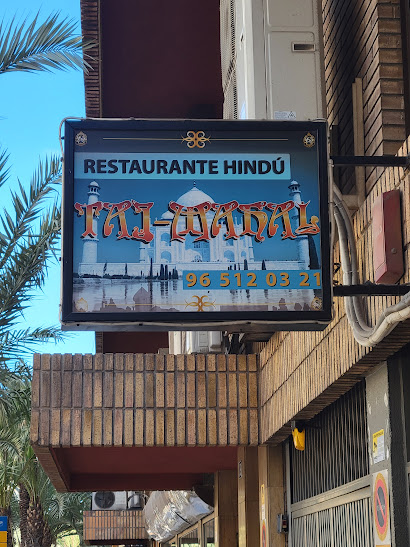 RESTAURANTE HINDÚ
TAJ-MAHAL
96 512 03 21